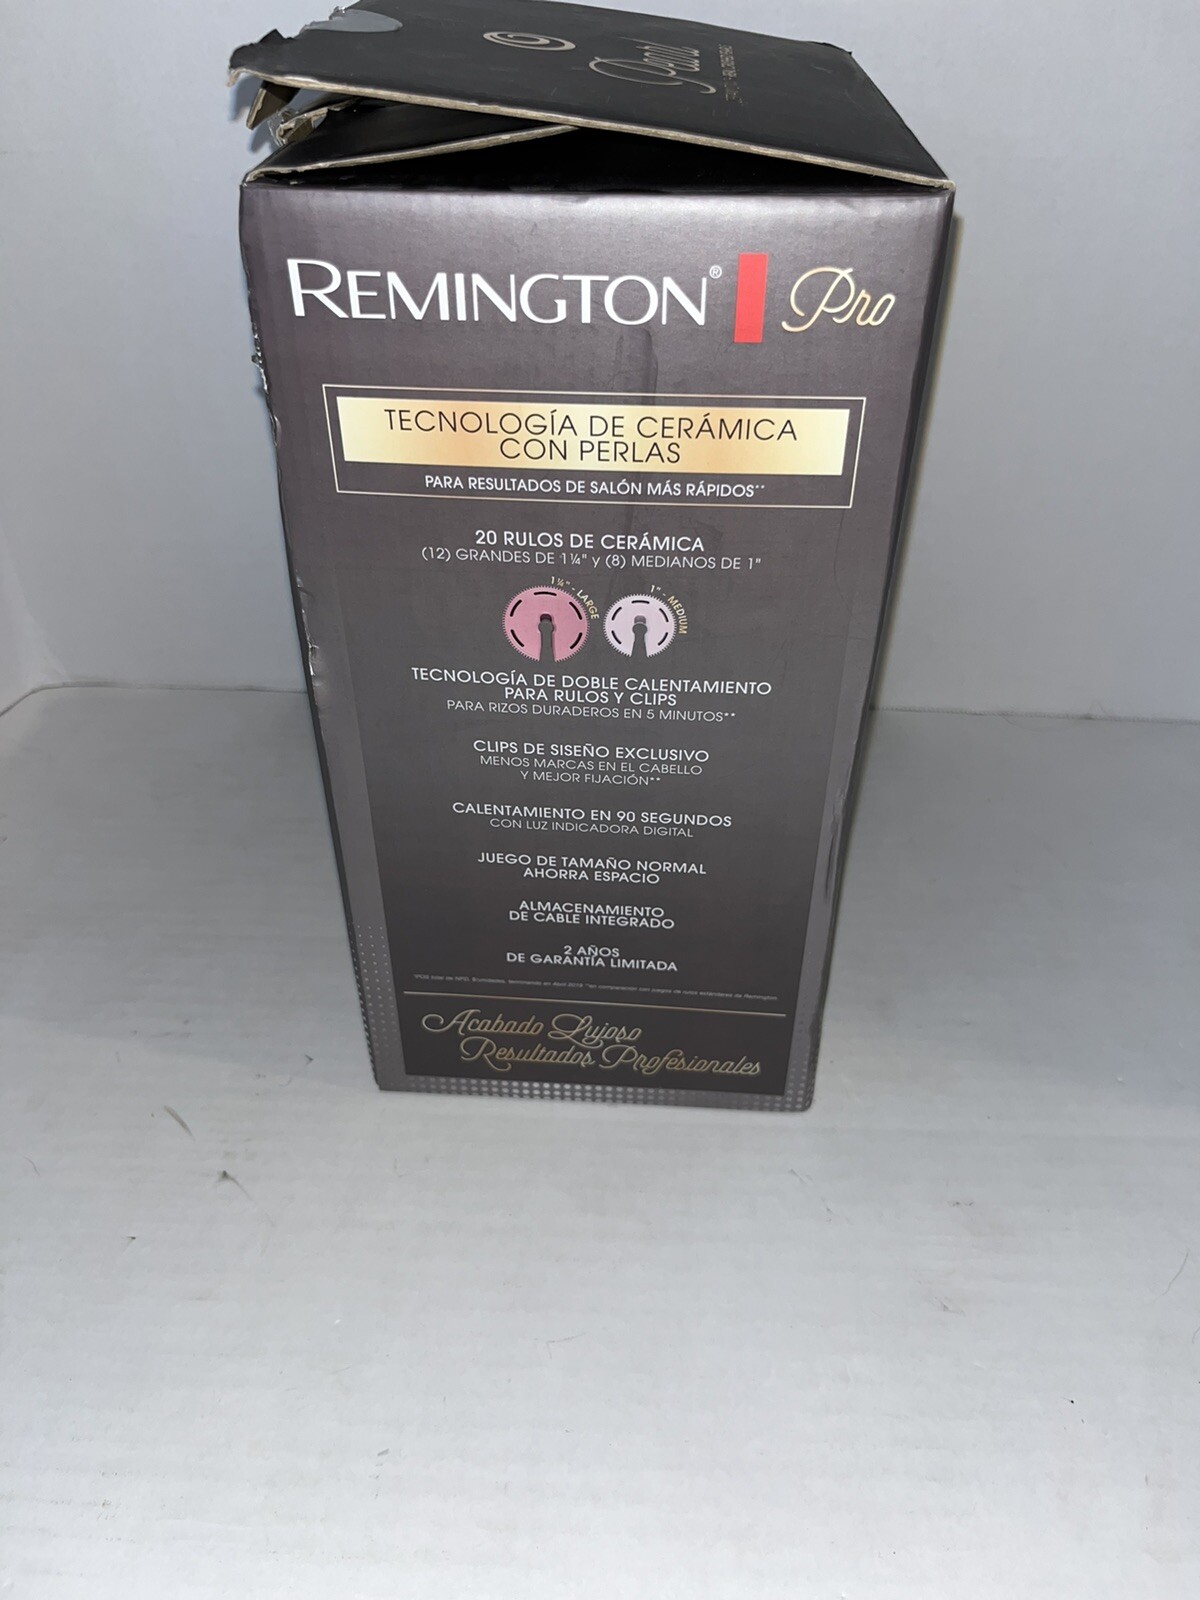 Pearl
REMINGTON® Pro
TECNOLOGÍA DE CERÁMICA
CON PERLAS
PARA RESULTADOS DE SALÓN MÁS RÁPIDOS**
20 RULOS DE CERÁMICA
(12) GRANDES DE 1¼" y (8) MEDIANOS DE 1"
1¼" - LARGE
1" - MEDIUM
TECNOLOGÍA DE DOBLE CALENTAMIENTO
PARA RULOS Y CLIPS
PARA RIZOS DURADEROS EN 5 MINUTOS**
CLIPS DE SISEÑO EXCLUSIVO
MENOS MARCAS EN EL CABELLO
Y MEJOR FIJACIÓN**
CALENTAMIENTO EN 90 SEGUNDOS
CON LUZ INDICADORA DIGITAL
JUEGO DE TAMAÑO NORMAL
AHORRA ESPACIO
ALMACENAMIENTO
DE CABLE INTEGRADO
2 AÑOS
DE GARANTÍA LIMITADA
Acabado Lujoso
Resultados Profesionales